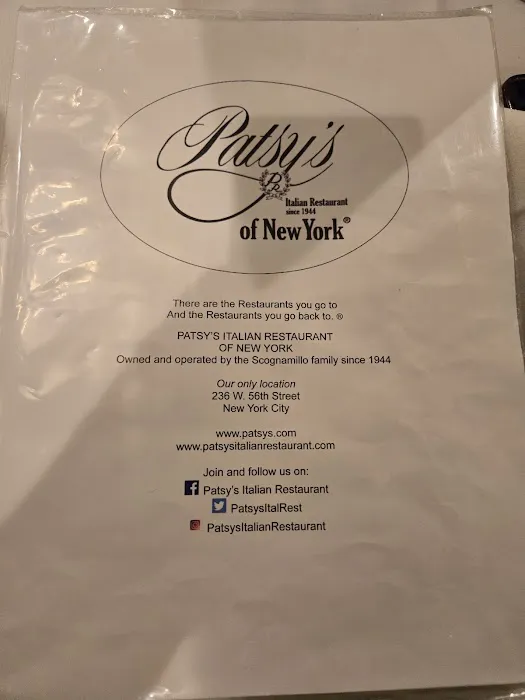 Patsy's
PR
Italian Restaurant
since 1944
of New York®
There are the Restaurants you go to
And the Restaurants you go back to. ®
PATSY'S ITALIAN RESTAURANT
OF NEW YORK
Owned and operated by the Scognamillo family since 1944
Our only location
236 W. 56th Street
New York City
www.patsys.com
www.patsysitalianrestaurant.com
Join and follow us on:
f Patsy's Italian Restaurant
PatsysItalRest
PatsysItalianRestaurant